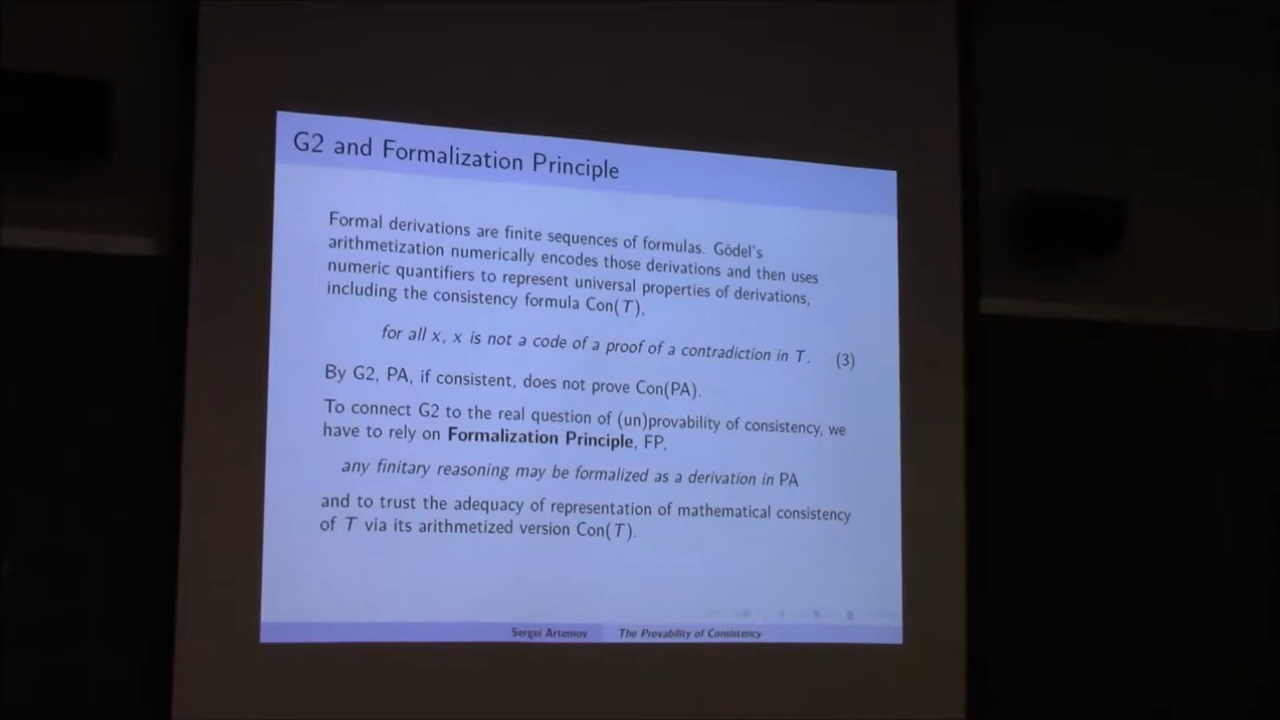 G2 and Formalization Principle
Formal derivations are finite sequences of formulas. Gödel's
arithmetization numerically encodes those derivations and then uses
numeric quantifiers to represent universal properties of derivations,
including the consistency formula Con(T),
for all x, x is not a code of a proof of a contradiction in T. (3)
By G2, PA, if consistent, does not prove Con(PA).
To connect G2 to the real question of (un)provability of consistency, we
have to rely on Formalization Principle, FP,
any finitary reasoning may be formalized as a derivation in PA
and to trust the adequacy of representation of mathematical consistency
of T via its arithmetized version Con(T).
Sergei Artemov The Provability of Consistency